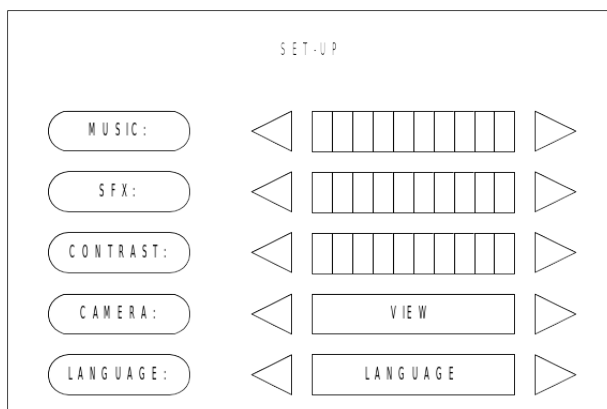 SET-UP
MUSIC:
SFX:
CONTRAST:
CAMERA: VIEW
LANGUAGE: LANGUAGE